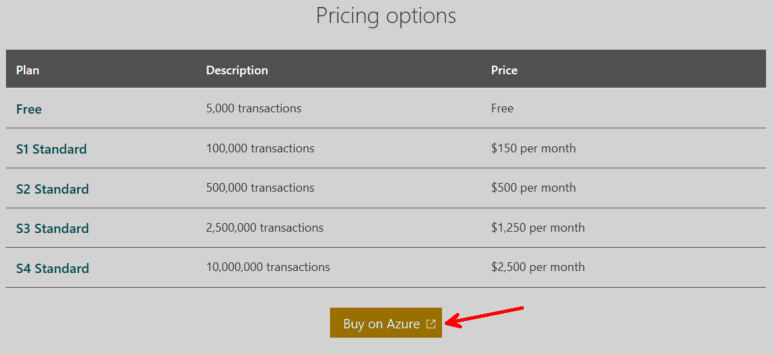 Pricing options
Plan Description Price
Free 5,000 transactions Free
S1 Standard 100,000 transactions $150 per month
S2 Standard 500,000 transactions $500 per month
S3 Standard 2,500,000 transactions $1,250 per month
S4 Standard 10,000,000 transactions $2,500 per month
Buy on Azure